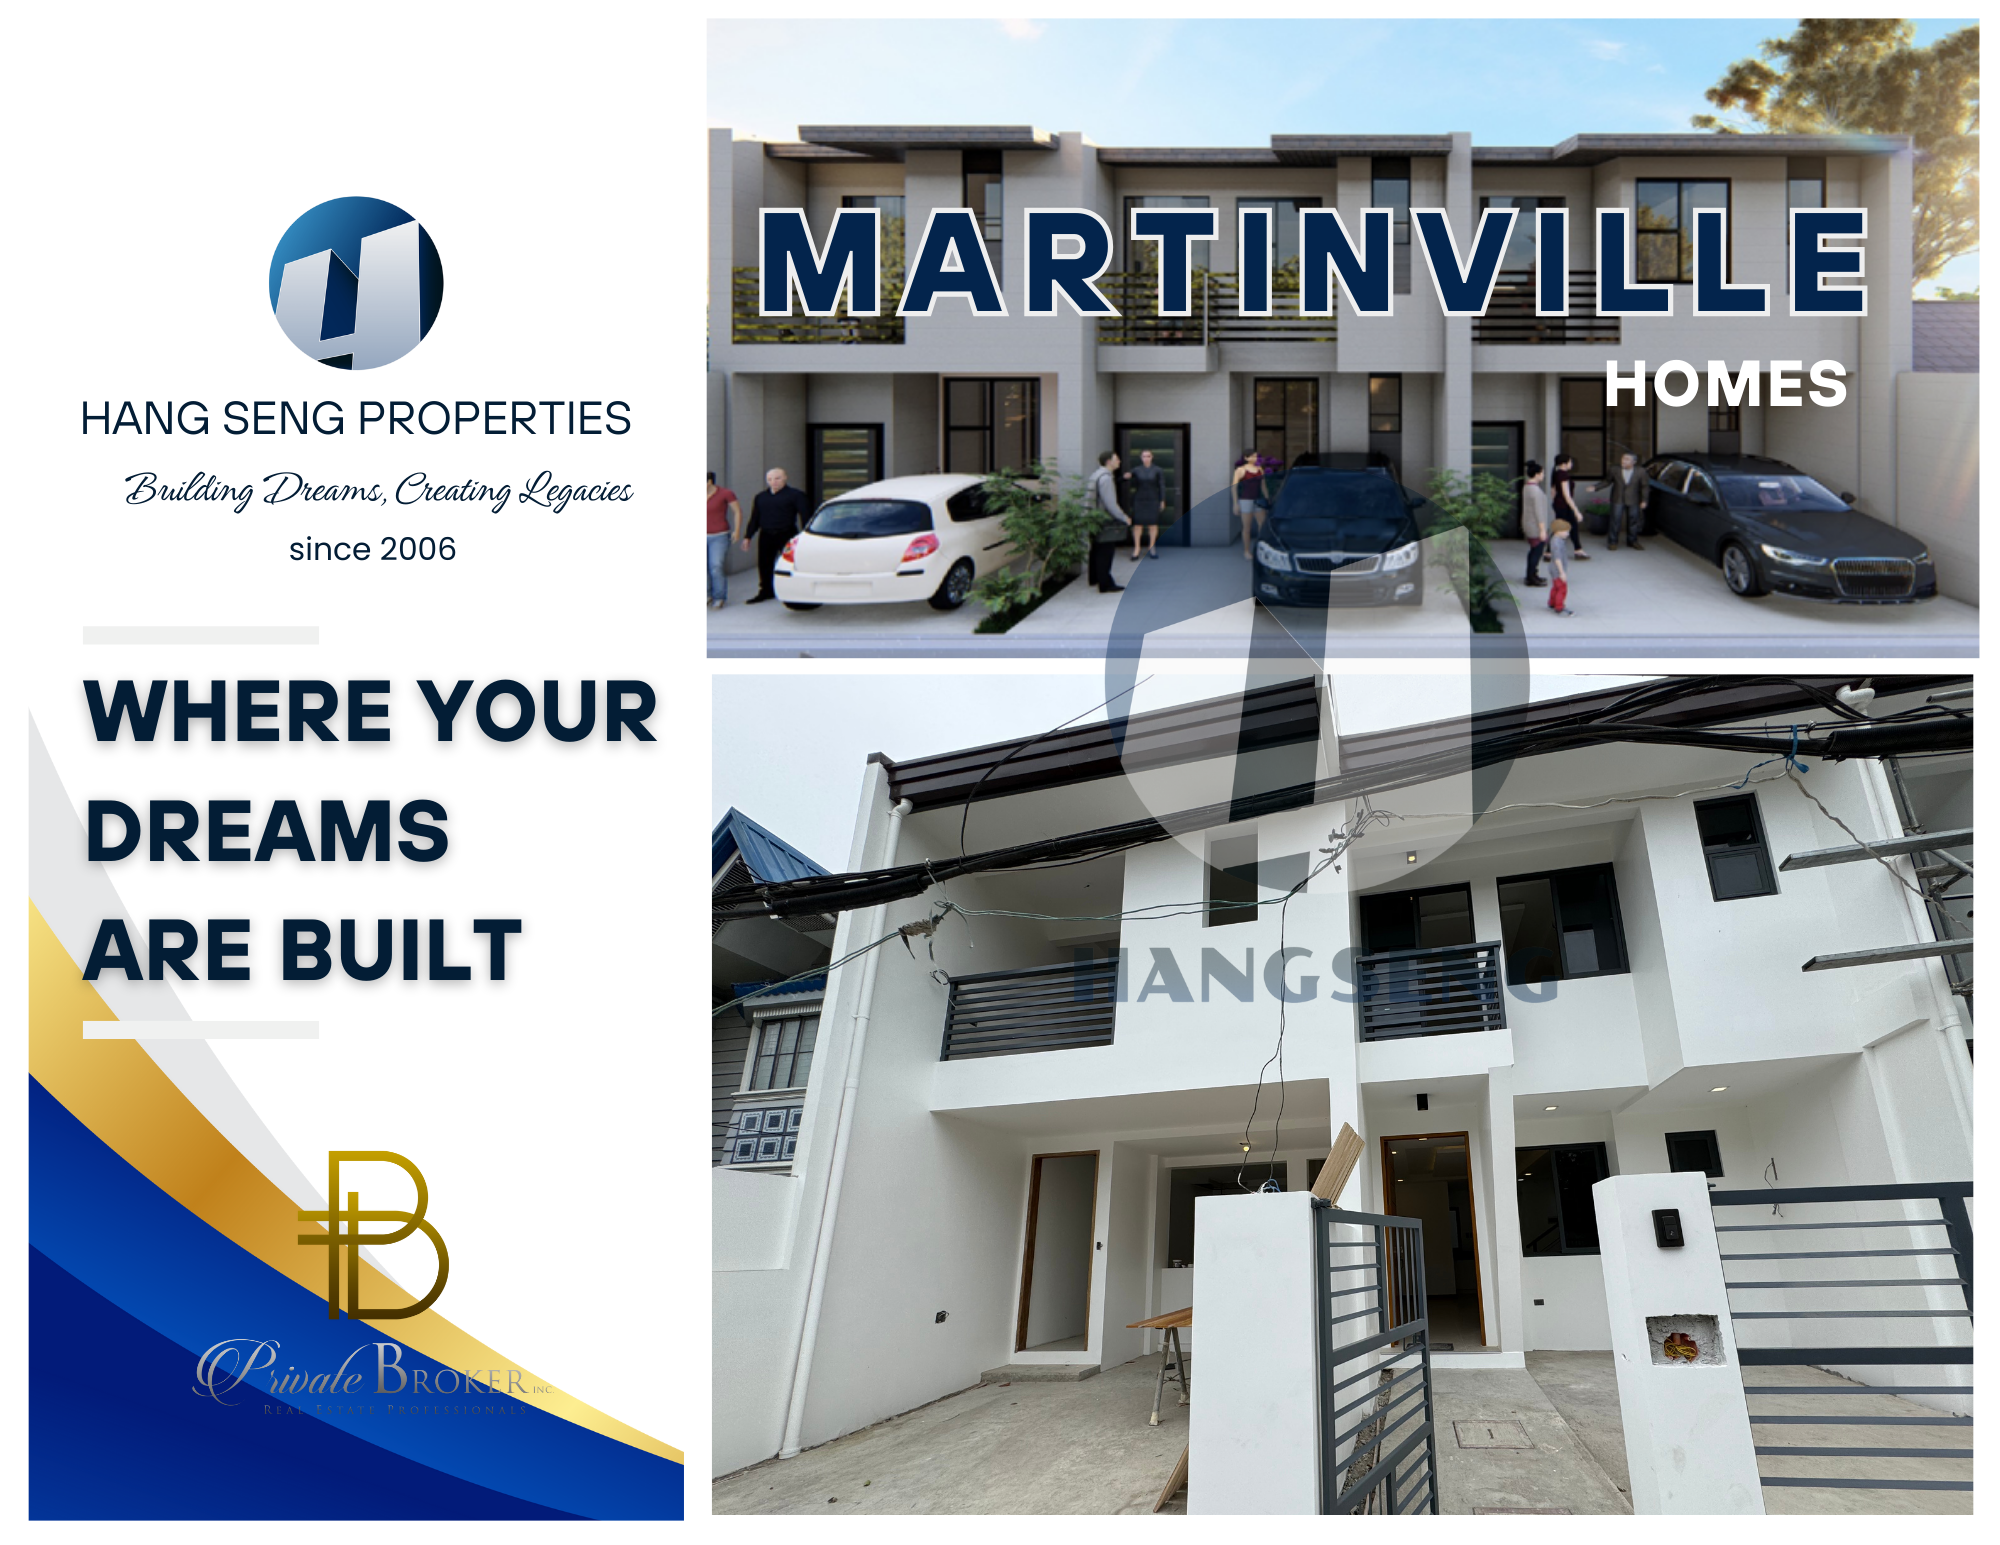 HANG SENG PROPERTIES
Building Dreams, Creating Legacies
since 2006
WHERE YOUR
DREAMS
ARE BUILT
Private BROKER INC.
REAL ESTATE PROFESSIONALS
MARTINVILLE
HOMES
HANGSENG